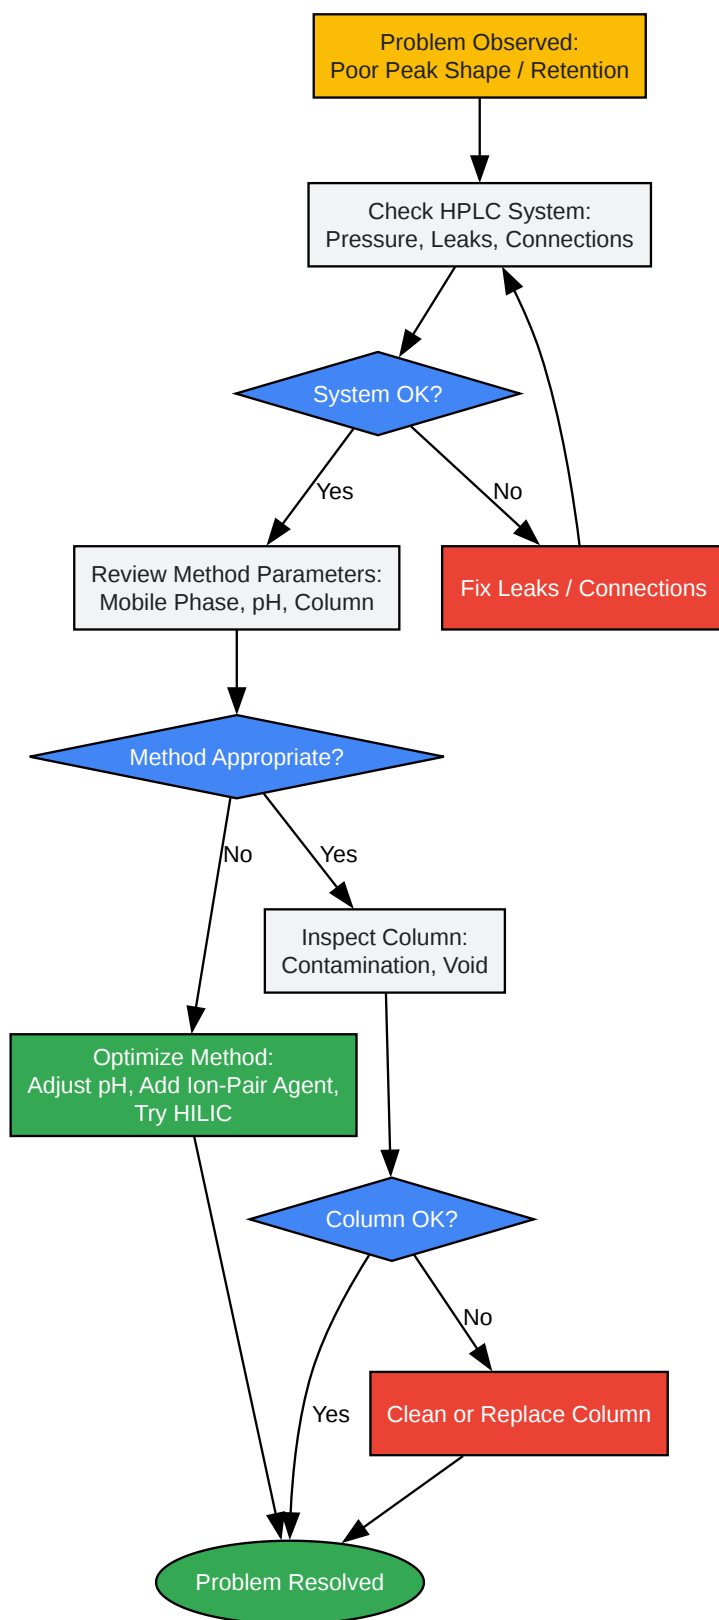 Problem Observed:
Poor Peak Shape / Retention
Check HPLC System:
Pressure, Leaks, Connections
System OK?
Yes
No
Review Method Parameters:
Mobile Phase, pH, Column
Fix Leaks / Connections
Method Appropriate?
No
Yes
Inspect Column:
Contamination, Void
Optimize Method:
Adjust pH, Add Ion-Pair Agent,
Try HILIC
Column OK?
No
Yes
Clean or Replace Column
Problem Resolved